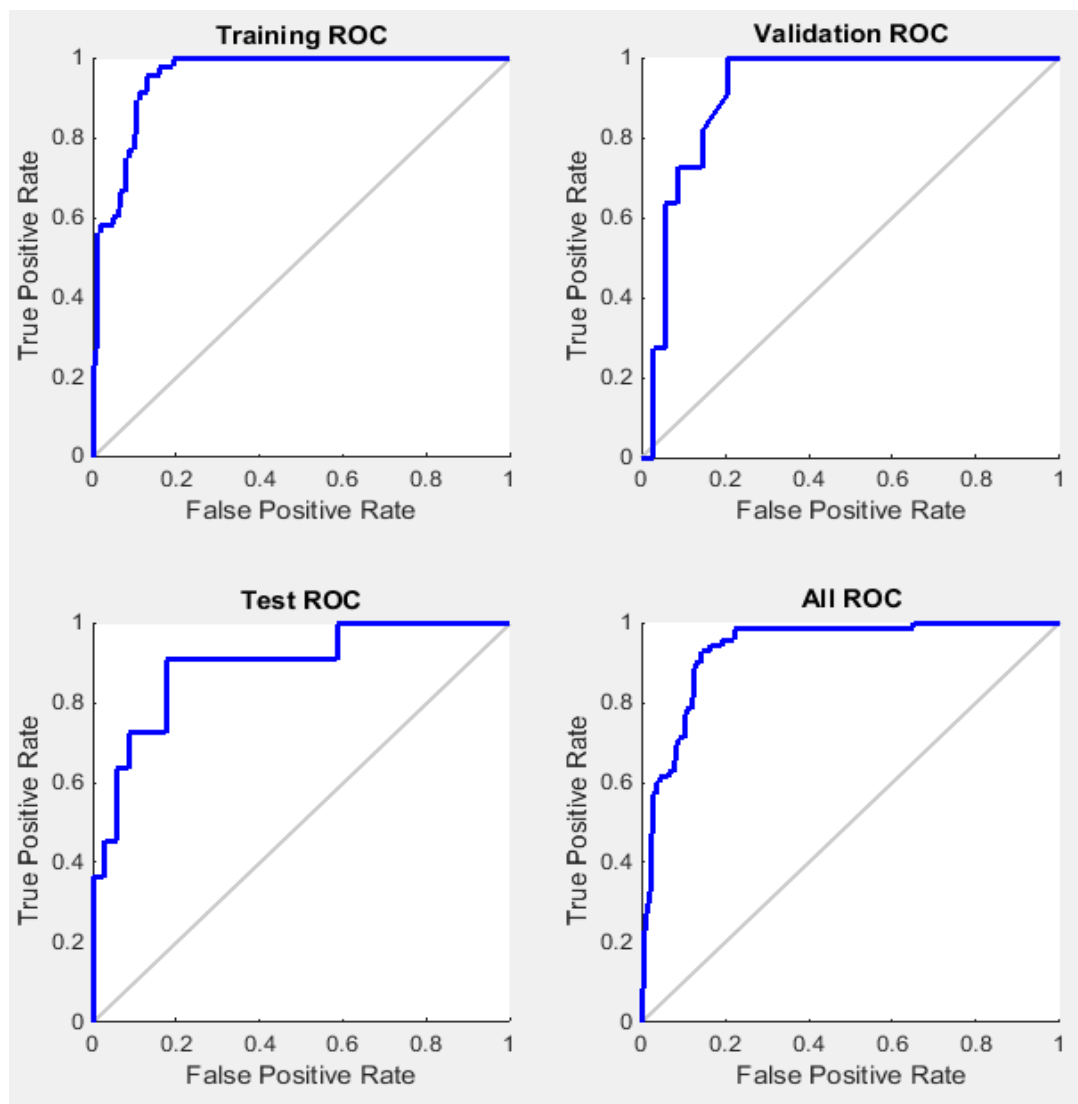 Training ROC
1
0.8
0.6
0.4
0.2
0
True Positive Rate
0 0.2 0.4 0.6 0.8 1
False Positive Rate
Validation ROC
1
0.8
0.6
0.4
0.2
0
True Positive Rate
0 0.2 0.4 0.6 0.8 1
False Positive Rate
Test ROC
1
0.8
0.6
0.4
0.2
0
True Positive Rate
0 0.2 0.4 0.6 0.8 1
False Positive Rate
All ROC
1
0.8
0.6
0.4
0.2
0
True Positive Rate
0 0.2 0.4 0.6 0.8 1
False Positive Rate